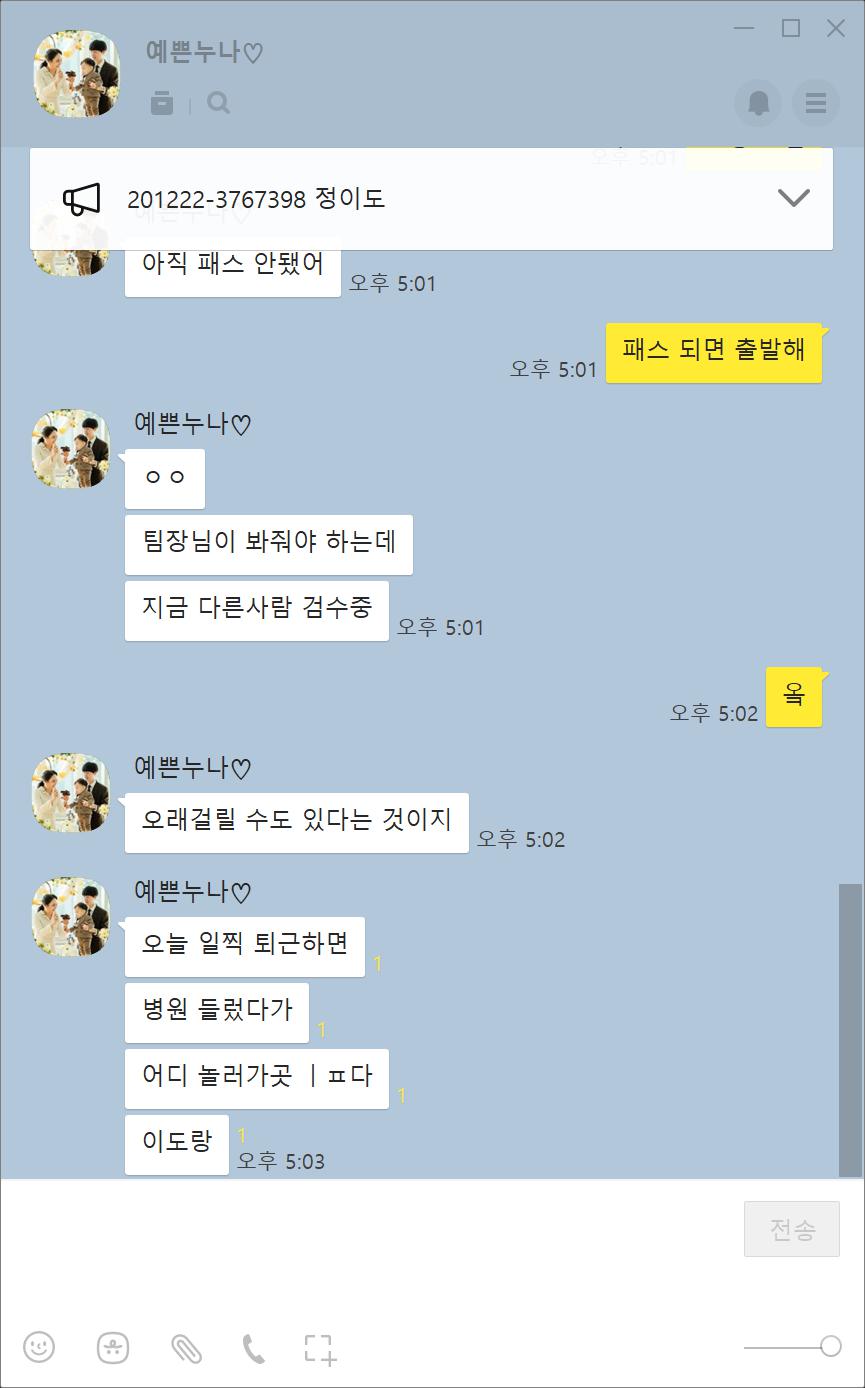 예쁜누나♡
201222-3767398 정이도
오후 5:01
예쁜누나♡
아직 패스 안됐어
오후 5:01
패스 되면 출발해
오후 5:01
예쁜누나♡
ㅇㅇ
팀장님이 봐줘야 하는데
지금 다른사람 검수중
오후 5:01
옼
오후 5:02
예쁜누나♡
오래걸릴 수도 있다는 것이지
오후 5:02
예쁜누나♡
오늘 일찍 퇴근하면
1
병원 들렀다가
1
어디 놀러가곳 ㅣㅍ다
1
이도랑
1
오후 5:03
전송